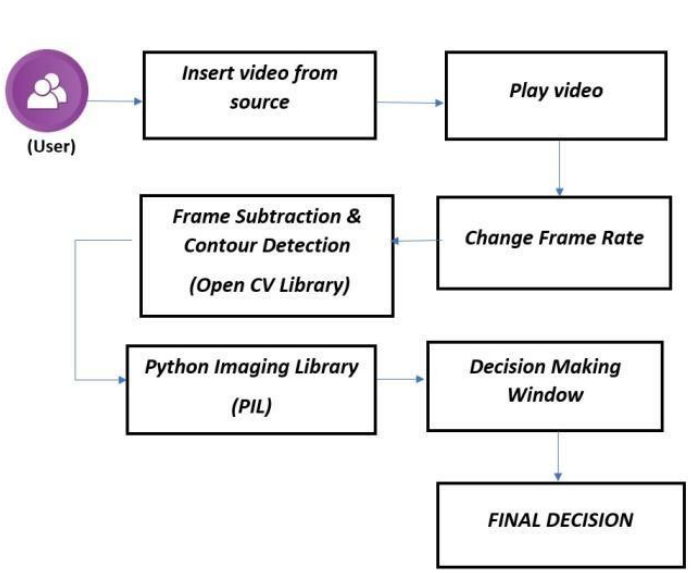 (User)
Insert video from
source
Play video
Change Frame Rate
Frame Subtraction &
Contour Detection
(Open CV Library)
Python Imaging Library
(PIL)
Decision Making
Window
FINAL DECISION